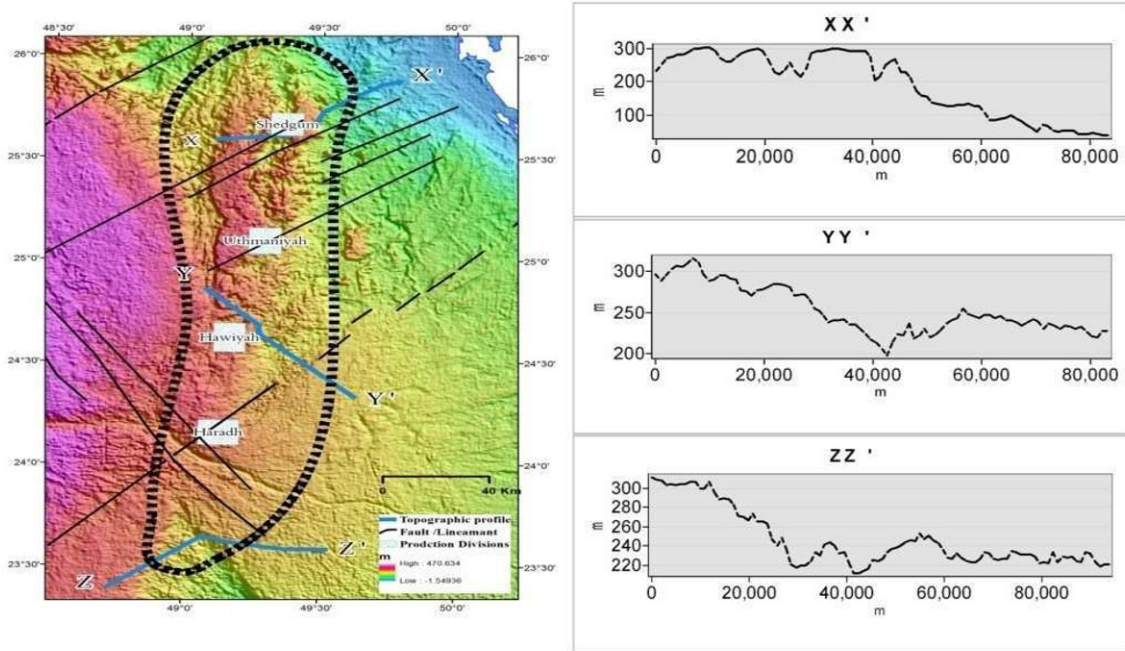 48°30' 49°0' 49°30' 50°0'
26°0' 26°0'
25°30' 25°30'
25°0' 25°0'
24°30' 24°30'
24°0' 24°0'
23°30' 23°30'
49°0' 49°30' 50°0'
X'
Shedgum
X
Uthmaniyah
Y
Hawiyah
Y'
Haradh
0 40 Km
Z'
Z
Topographic profile
Fault /Lineamant
Prodction Divisions
m
High : 470.634
Low : -1.54936
XX'
300
200
100
m
0 20,000 40,000 60,000 80,000
m
YY'
300
250
200
m
0 20,000 40,000 60,000 80,000
m
ZZ'
300
280
260
240
220
m
0 20,000 40,000 60,000 80,000
m